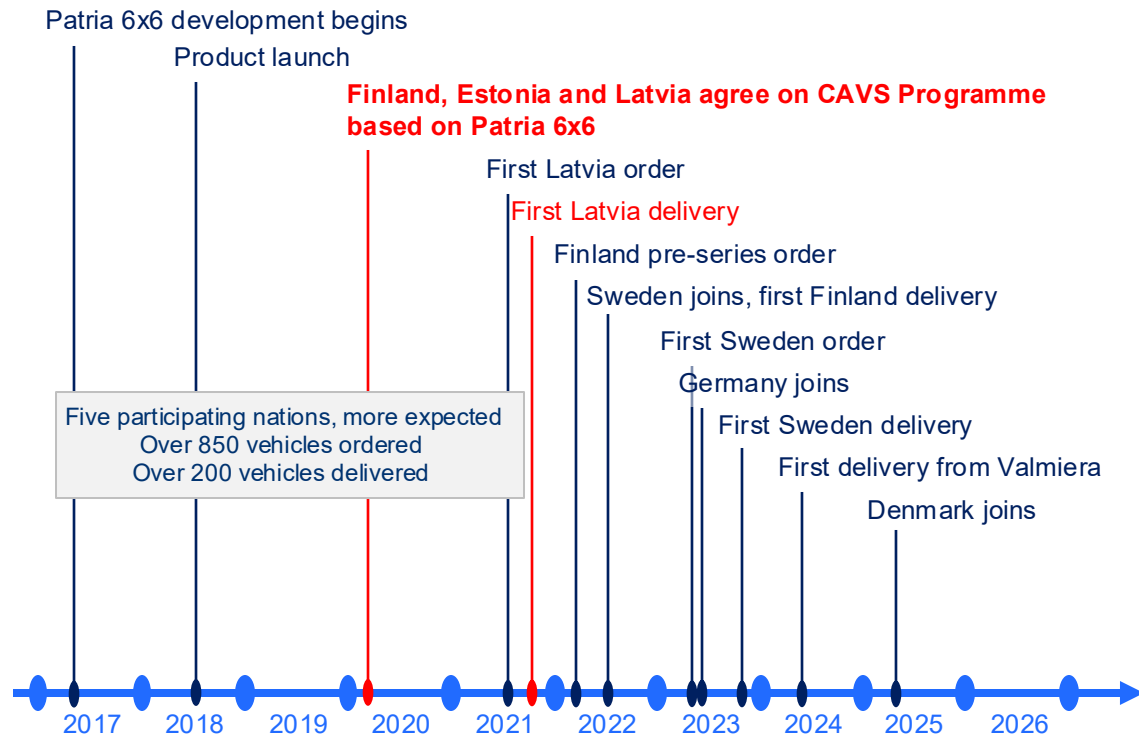 Patria 6x6 development begins
Product launch
Finland, Estonia and Latvia agree on CAVS Programme
based on Patria 6x6
First Latvia order
First Latvia delivery
Finland pre-series order
Sweden joins, first Finland delivery
First Sweden order
Germany joins
Five participating nations, more expected
Over 850 vehicles ordered
Over 200 vehicles delivered
First Sweden delivery
First delivery from Valmiera
Denmark joins
2017 2018 2019 2020 2021 2022 2023 2024 2025 2026